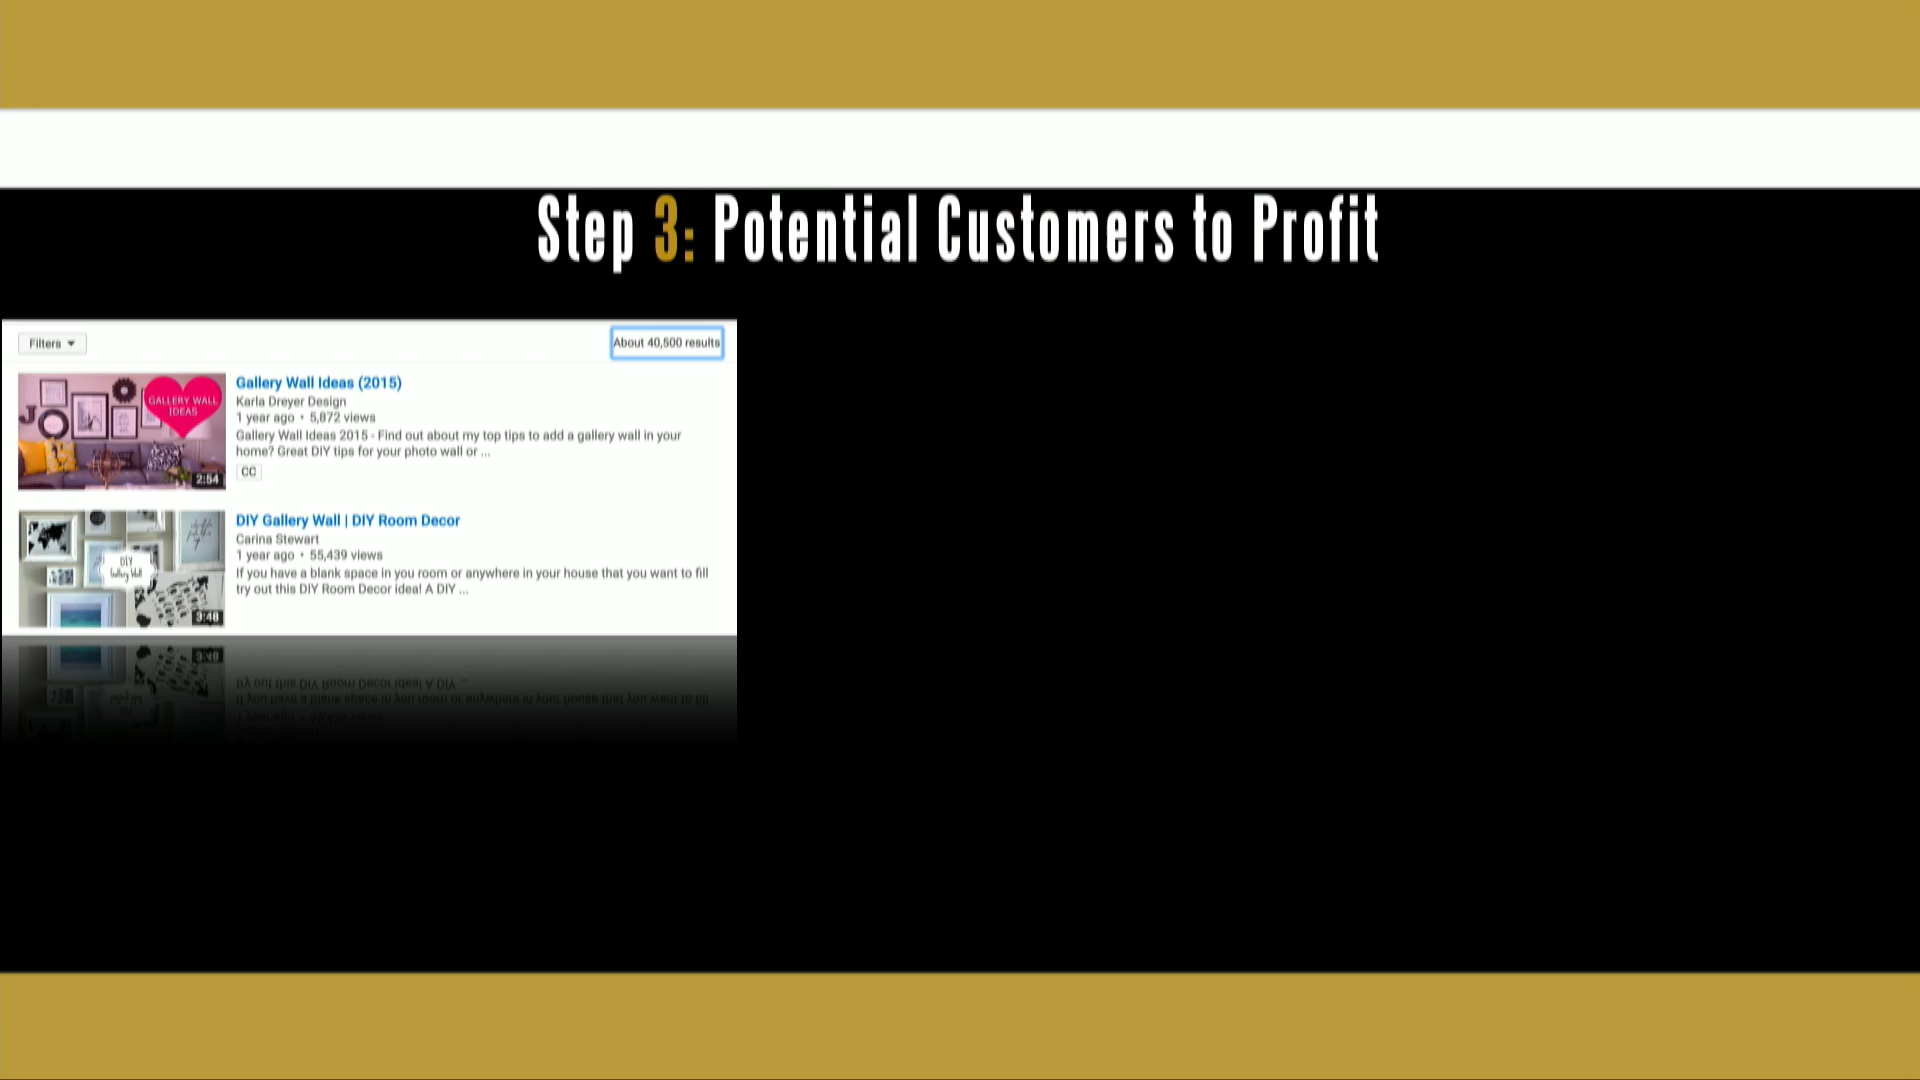 Step 3: Potential Customers to Profit
Filters
About 40,500 results
GALLERY WALL
IDEAS
JO
2:54
Gallery Wall Ideas (2015)
Karla Dreyer Design
1 year ago • 5,872 views
Gallery Wall Ideas 2015 - Find out about my top tips to add a gallery wall in your
home? Great DIY tips for your photo wall or ...
CC
DIY
Gallery Wall
3:48
DIY Gallery Wall | DIY Room Decor
Carina Stewart
1 year ago • 55,439 views
If you have a blank space in you room or anywhere in your house that you want to fill
try out this DIY Room Decor idea! A DIY ...